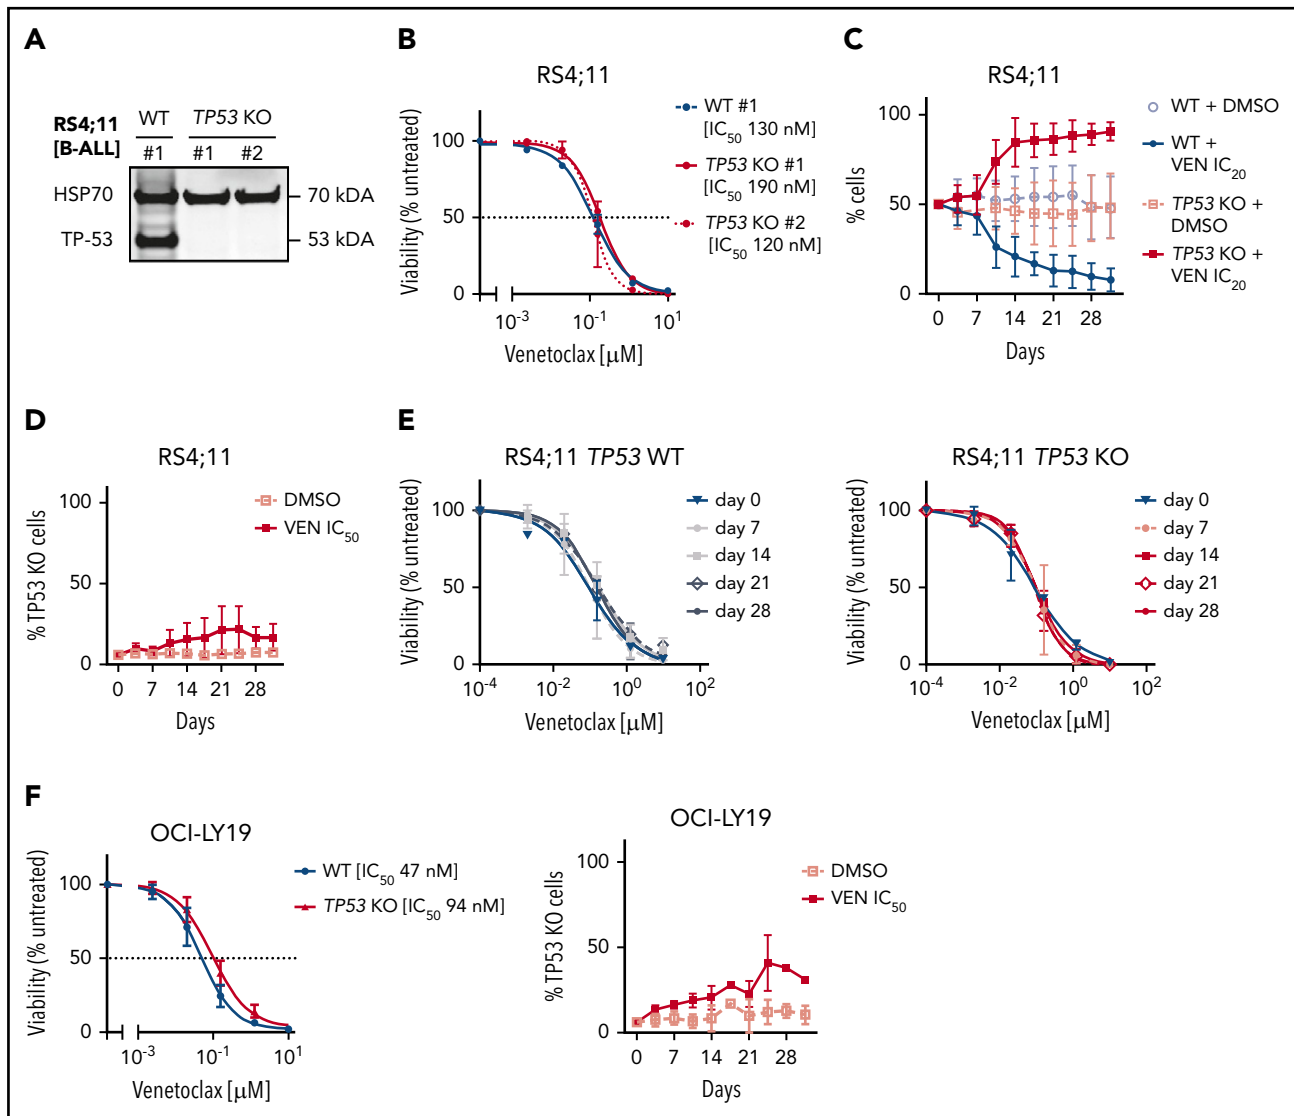 A
WT TP53 KO
RS4;11
[B-ALL]
#1 #1 #2
HSP70
70 kDA
TP-53
53 kDA
B
RS4;11
Viability (% untreated)
100
50
0
10-3 10-1 101
Venetoclax [μM]
WT #1
[IC50 130 nM]
TP53 KO #1
[IC50 190 nM]
TP53 KO #2
[IC50 120 nM]
C
RS4;11
% cells
100
50
0
0 7 14 21 28
Days
WT + DMSO
WT +
VEN IC20
TP53 KO +
DMSO
TP53 KO +
VEN IC20
D
RS4;11
% TP53 KO cells
100
50
0
0 7 14 21 28
Days
DMSO
VEN IC50
E
RS4;11 TP53 WT
Viability (% untreated)
100
50
0
10-4 10-2 100 102
Venetoclax [μM]
day 0
day 7
day 14
day 21
day 28
RS4;11 TP53 KO
Viability (% untreated)
100
50
0
10-4 10-2 100 102
Venetoclax [μM]
day 0
day 7
day 14
day 21
day 28
F
OCI-LY19
Viability (% untreated)
100
50
0
10-3 10-1 101
Venetoclax [μM]
WT [IC50 47 nM]
TP53 KO [IC50 94 nM]
OCI-LY19
% TP53 KO cells
100
50
0
0 7 14 21 28
Days
DMSO
VEN IC50